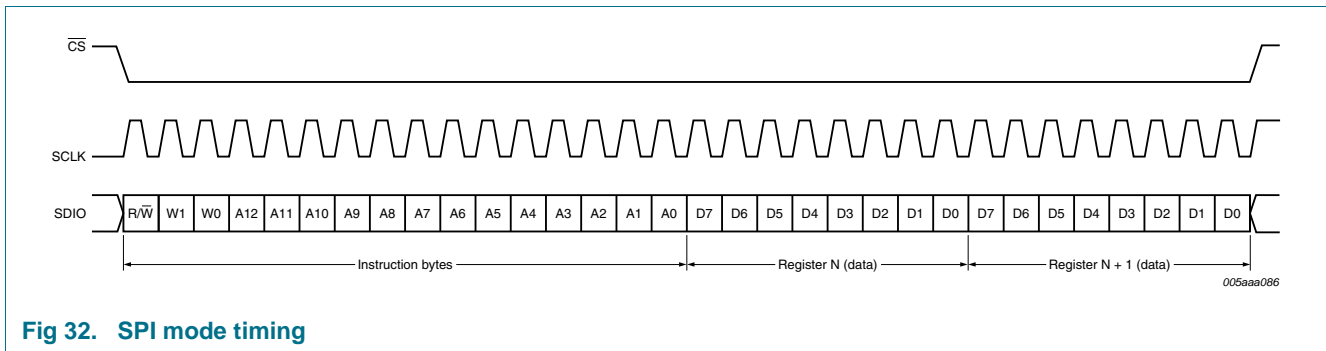 CS
SCLK
SDIO R/W W1 W0 A12 A11 A10 A9 A8 A7 A6 A5 A4 A3 A2 A1 A0 D7 D6 D5 D4 D3 D2 D1 D0 D7 D6 D5 D4 D3 D2 D1 D0
Instruction bytes Register N (data) Register N + 1 (data)
005aaa086
Fig 32. SPI mode timing